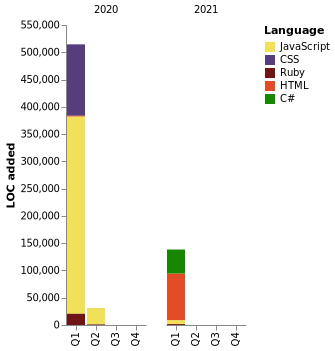 2020
2021
Language
JavaScript
CSS
Ruby
HTML
C#
LOC added
550,000
500,000
450,000
400,000
350,000
300,000
250,000
200,000
150,000
100,000
50,000
0
Q1
Q2
Q3
Q4
Q1
Q2
Q3
Q4